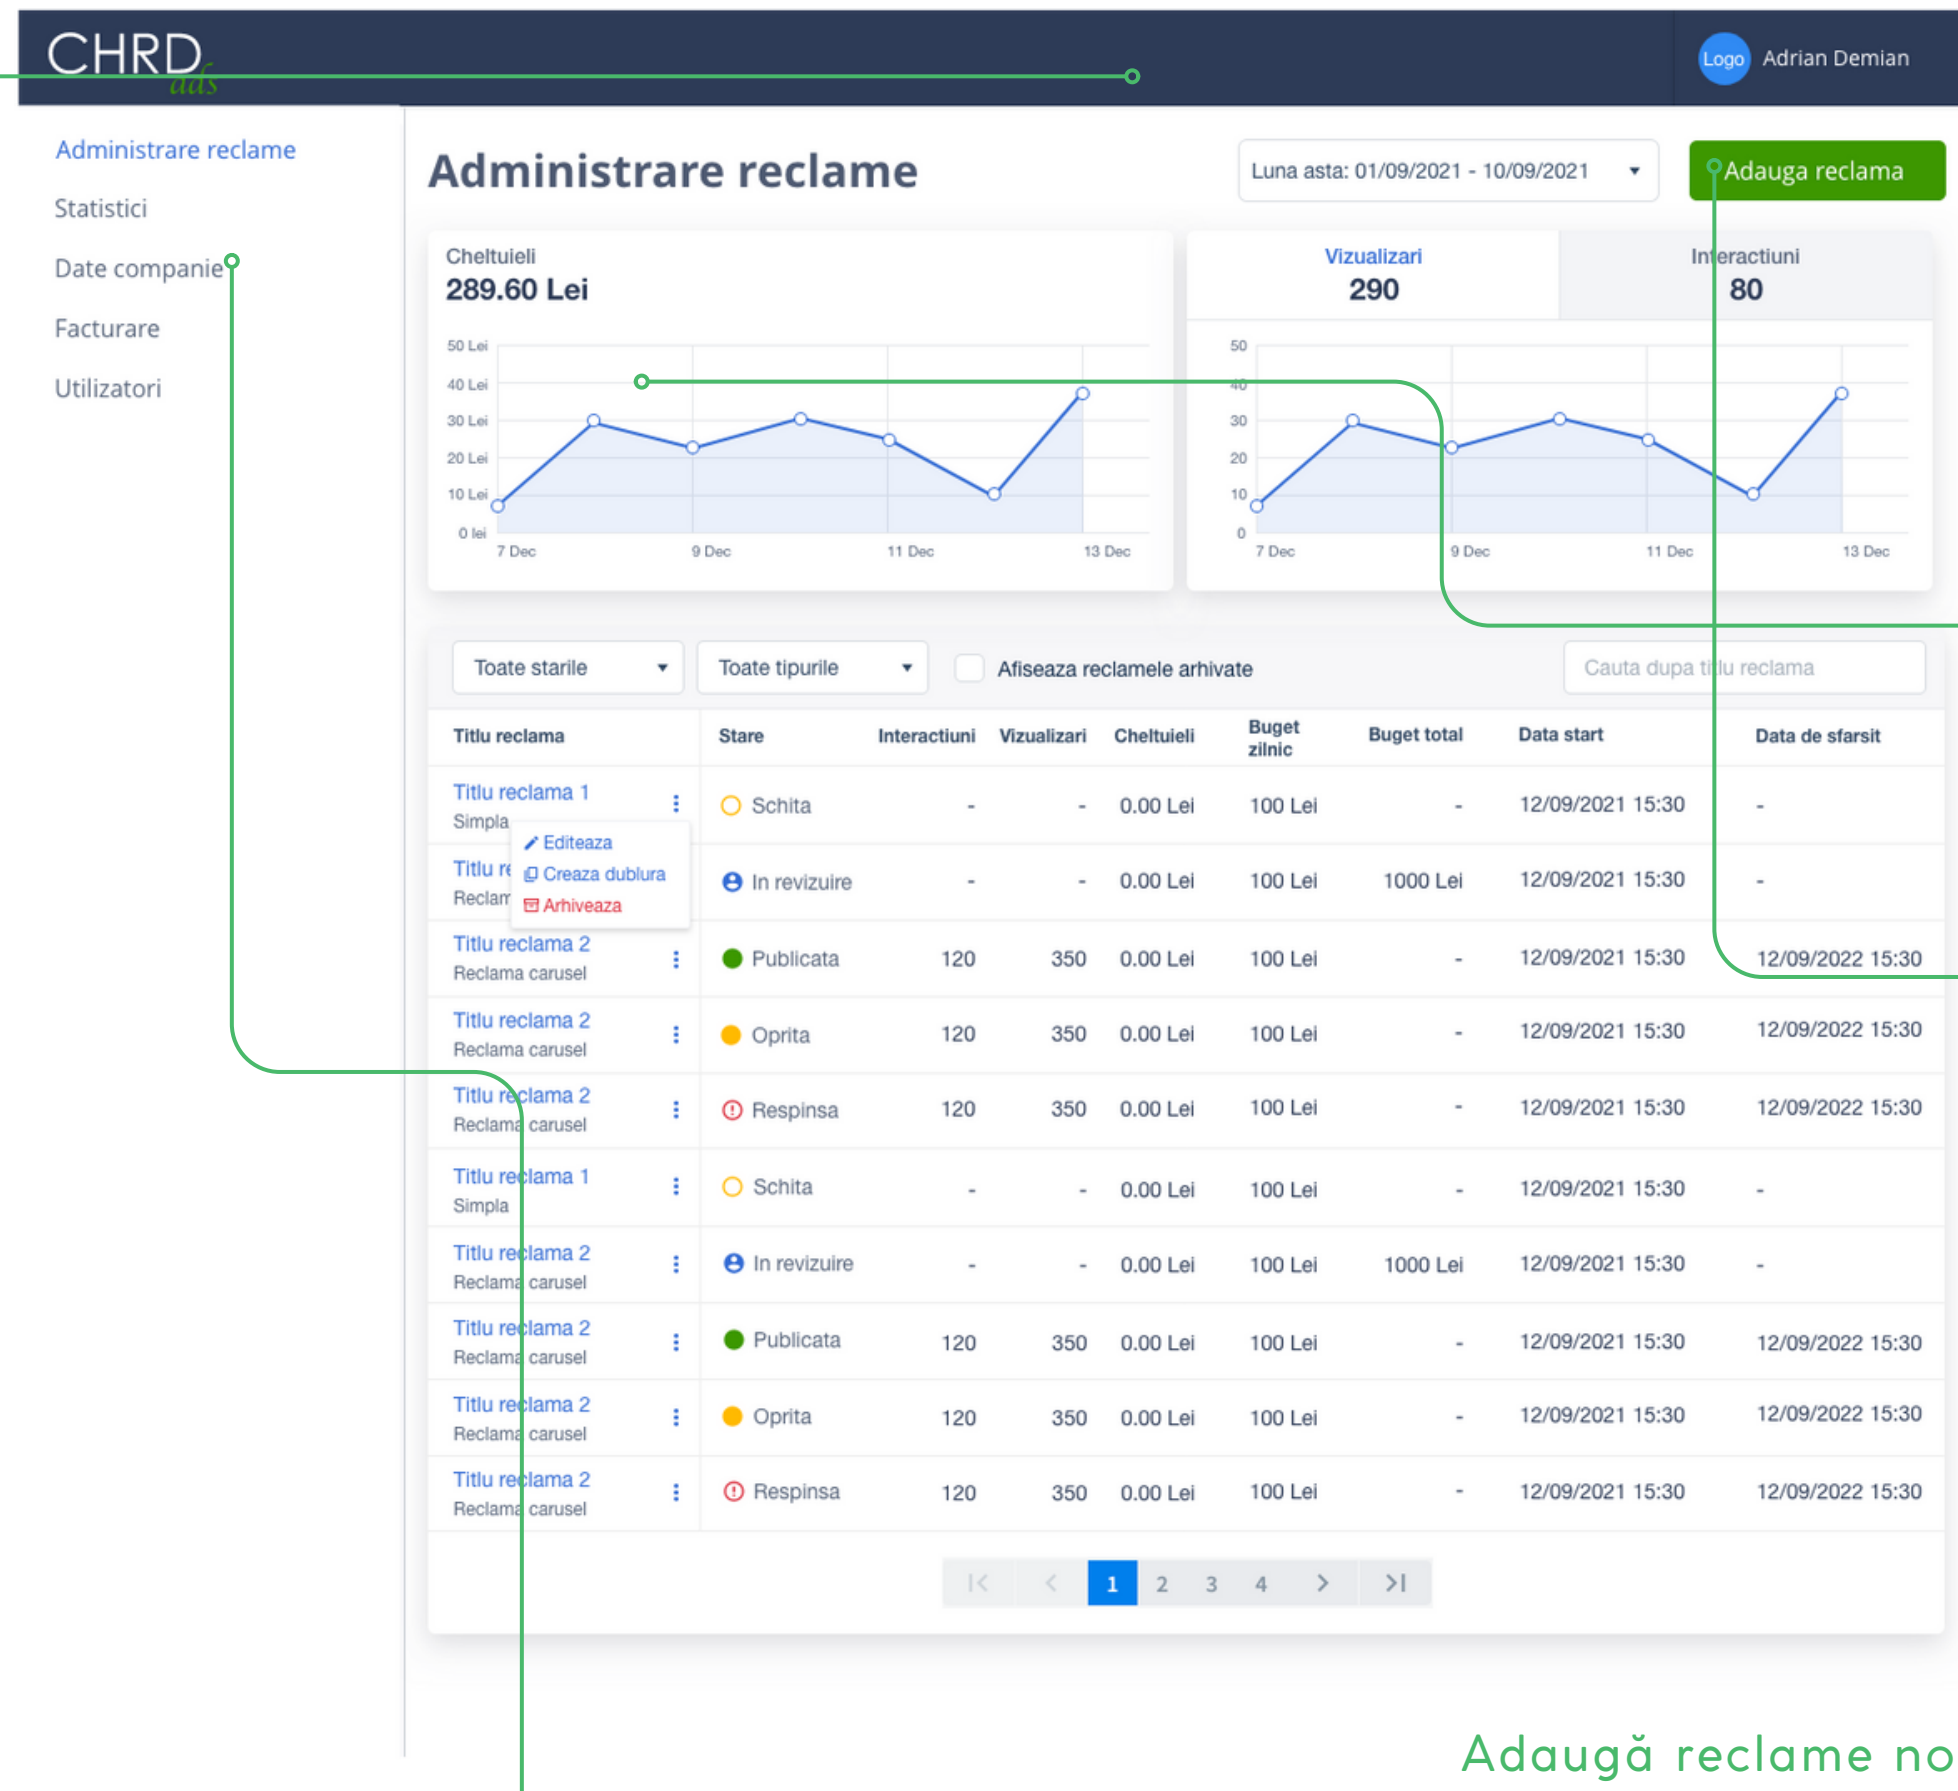 CHRD
ads
Logo Adrian Demian
Administrare reclame
Statistici
Date companie
Facturare
Utilizatori
Administrare reclame
Luna asta: 01/09/2021 - 10/09/2021
Adauga reclama
Cheltuieli
289.60 Lei
50 Lei
40 Lei
30 Lei
20 Lei
10 Lei
0 lei
7 Dec 9 Dec 11 Dec 13 Dec
Vizualizari
290
Interactiuni
80
50
40
30
20
10
0
7 Dec 9 Dec 11 Dec 13 Dec
Toate starile Toate tipurile Afiseaza reclamele arhivate Cauta dupa titlu reclama
Titlu reclama Stare Interactiuni Vizualizari Cheltuieli Buget zilnic Buget total Data start Data de sfarsit
Titlu reclama 1 Schita - - 0.00 Lei 100 Lei - 12/09/2021 15:30 -
Simpla
Editeaza
Creaza dublura
Arhiveaza
Titlu re In revizuire - - 0.00 Lei 100 Lei 1000 Lei 12/09/2021 15:30 -
Reclam
Titlu reclama 2 Publicata 120 350 0.00 Lei 100 Lei - 12/09/2021 15:30 12/09/2022 15:30
Reclama carusel
Titlu reclama 2 Oprita 120 350 0.00 Lei 100 Lei - 12/09/2021 15:30 12/09/2022 15:30
Reclama carusel
Titlu reclama 2 Respinsa 120 350 0.00 Lei 100 Lei - 12/09/2021 15:30 12/09/2022 15:30
Reclama carusel
Titlu reclama 1 Schita - - 0.00 Lei 100 Lei - 12/09/2021 15:30 -
Simpla
Titlu reclama 2 In revizuire - - 0.00 Lei 100 Lei 1000 Lei 12/09/2021 15:30 -
Reclama carusel
Titlu reclama 2 Publicata 120 350 0.00 Lei 100 Lei - 12/09/2021 15:30 12/09/2022 15:30
Reclama carusel
Titlu reclama 2 Oprita 120 350 0.00 Lei 100 Lei - 12/09/2021 15:30 12/09/2022 15:30
Reclama carusel
Titlu reclama 2 Respinsa 120 350 0.00 Lei 100 Lei - 12/09/2021 15:30 12/09/2022 15:30
Reclama carusel
1 2 3 4
Adaugă reclame no